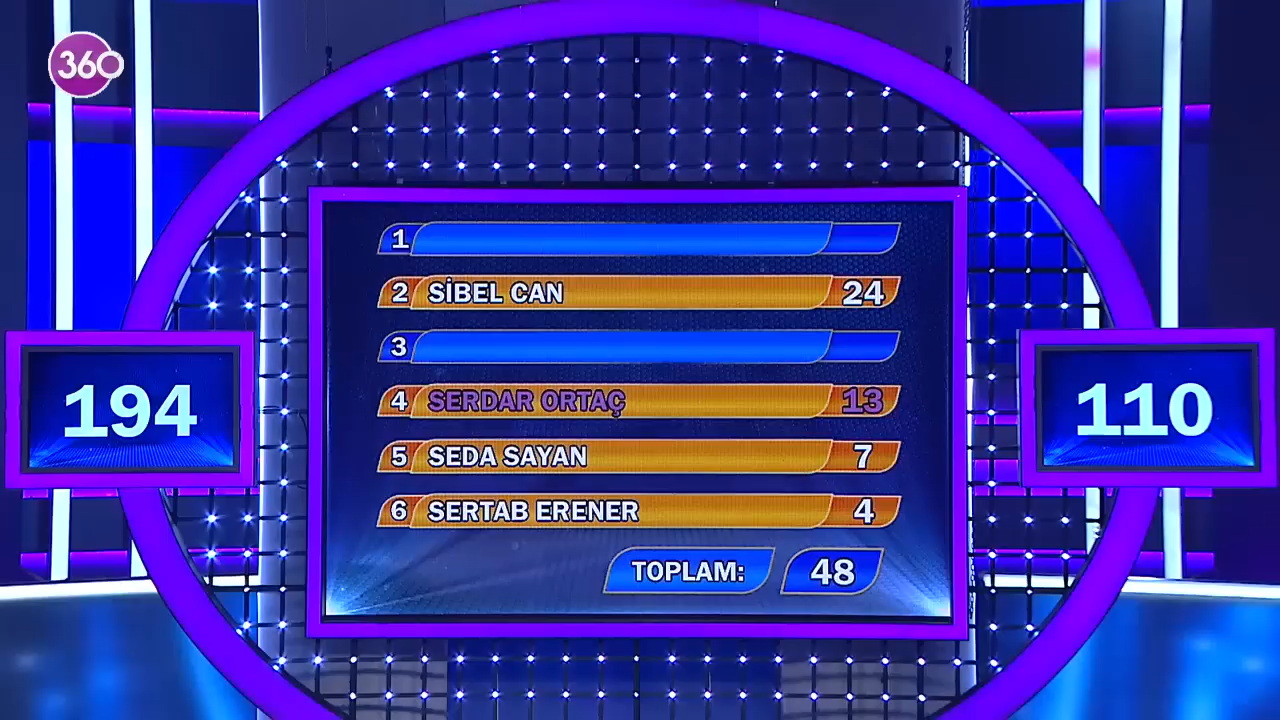 360
1
2 SİBEL CAN 24
3
4 SERDAR ORTAÇ 13
5 SEDA SAYAN 7
6 SERTAB ERENER 4
TOPLAM: 48
194
110